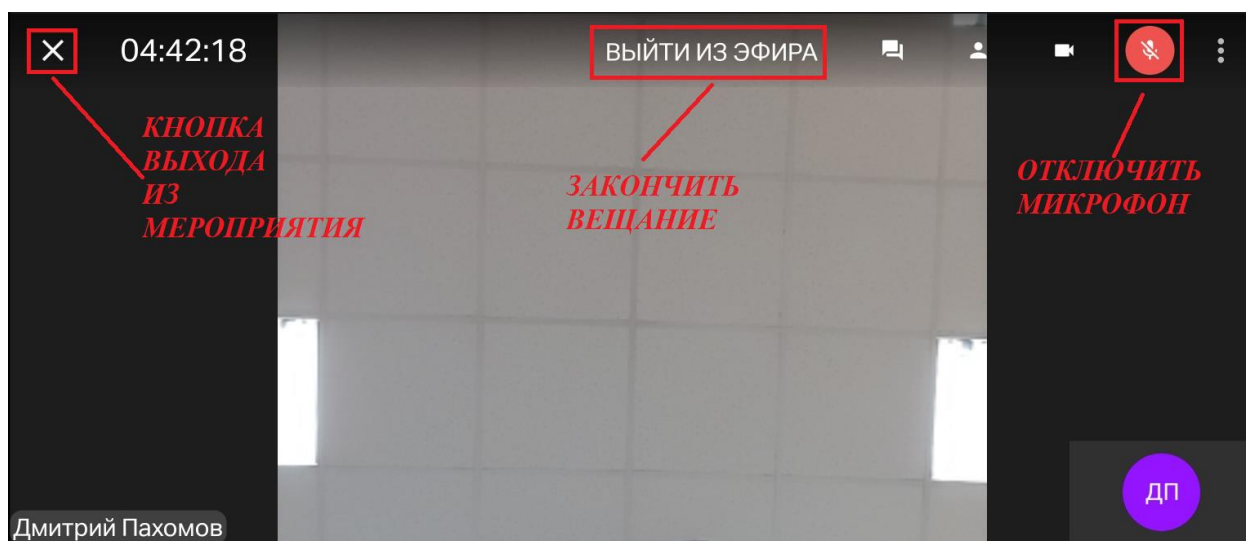 04:42:18
ВЫЙТИ ИЗ ЭФИРА
КНОПКА
ВЫХОДА
ИЗ
МЕРОПРИЯТИЯ
ЗАКОНЧИТЬ
ВЕЩАНИЕ
ОТКЛЮЧИТЬ
МИКРОФОН
ДП
Дмитрий Пахомов